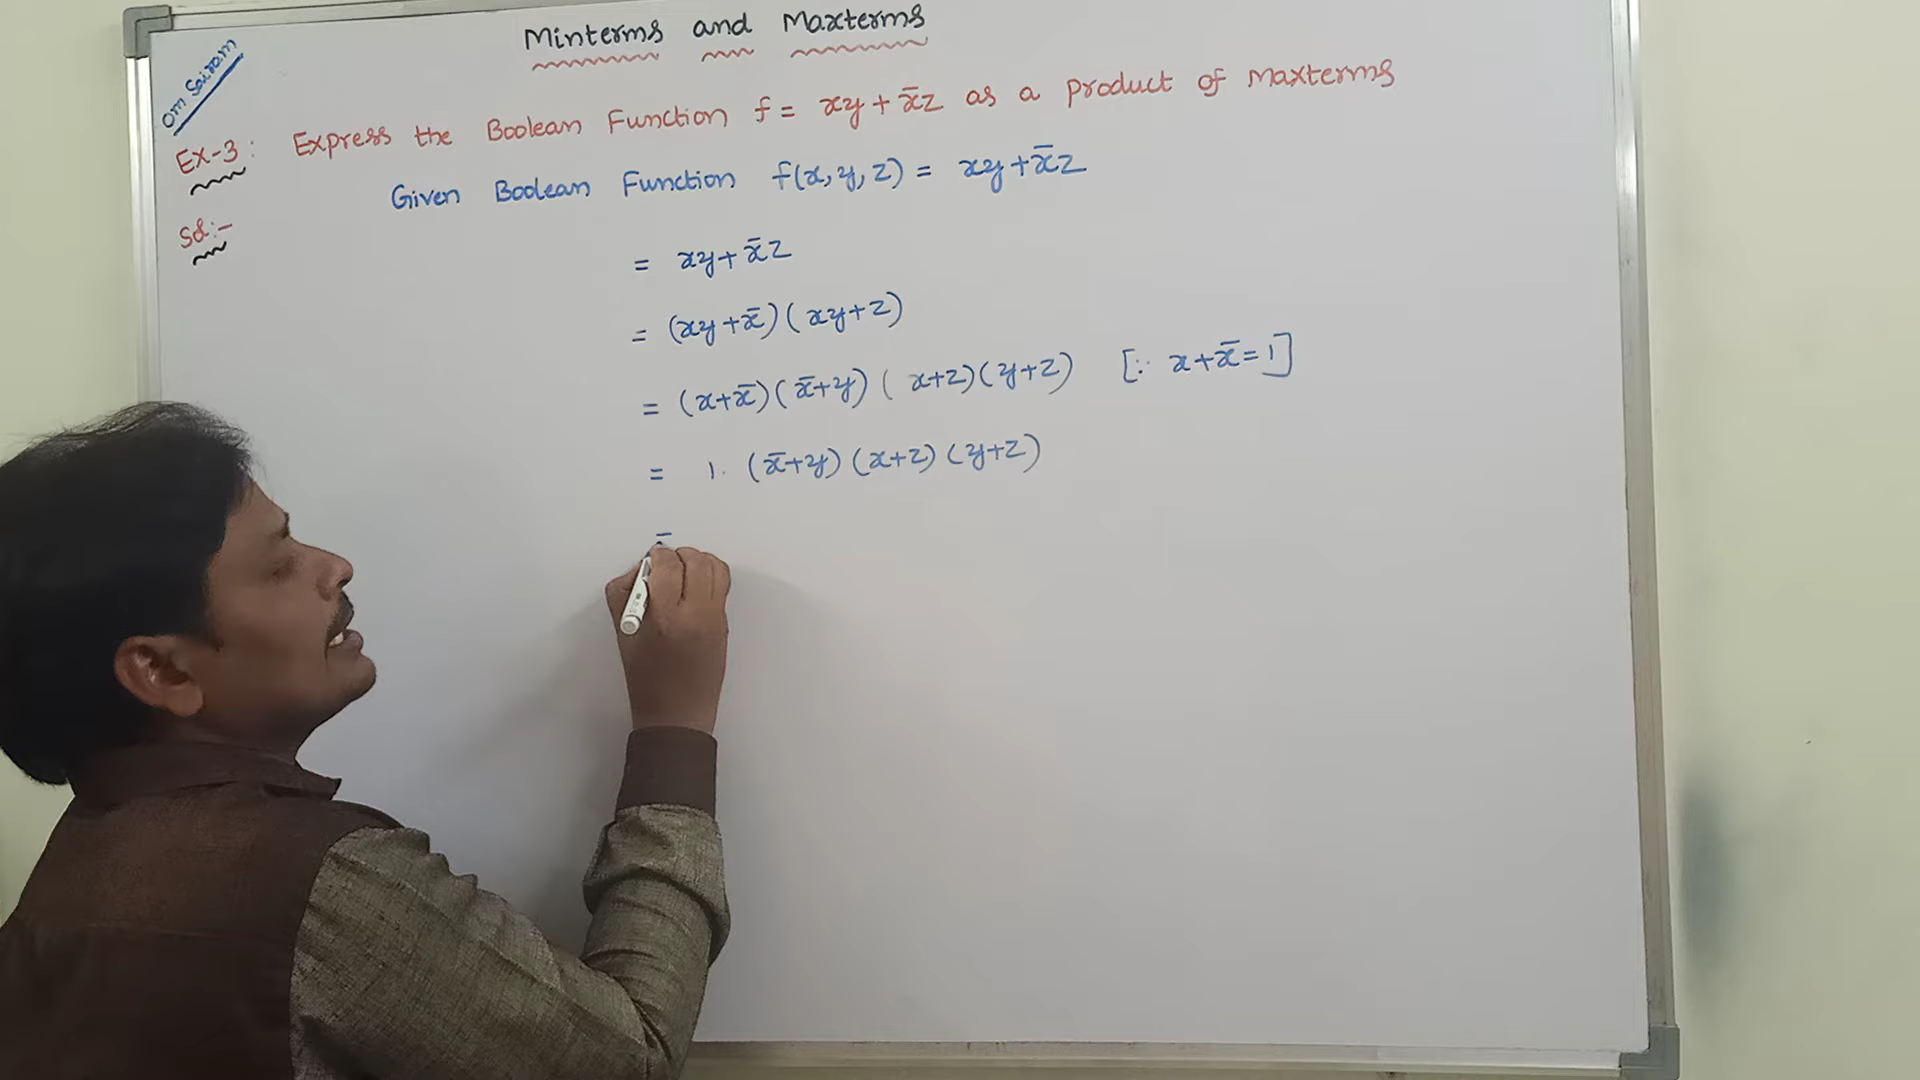 Minterms and Maxterms
Om Sairam
Ex-3: Express the Boolean Function f = xy + x̄z as a product of Maxterms
Sol:- Given Boolean Function f(x, y, z) = xy + x̄z
= xy + x̄z
= (xy + x̄) (xy + z)
= (x + x̄) (x̄ + y) (x + z) (y + z) [∵ x + x̄ = 1]
= 1. (x̄ + y) (x + z) (y + z)